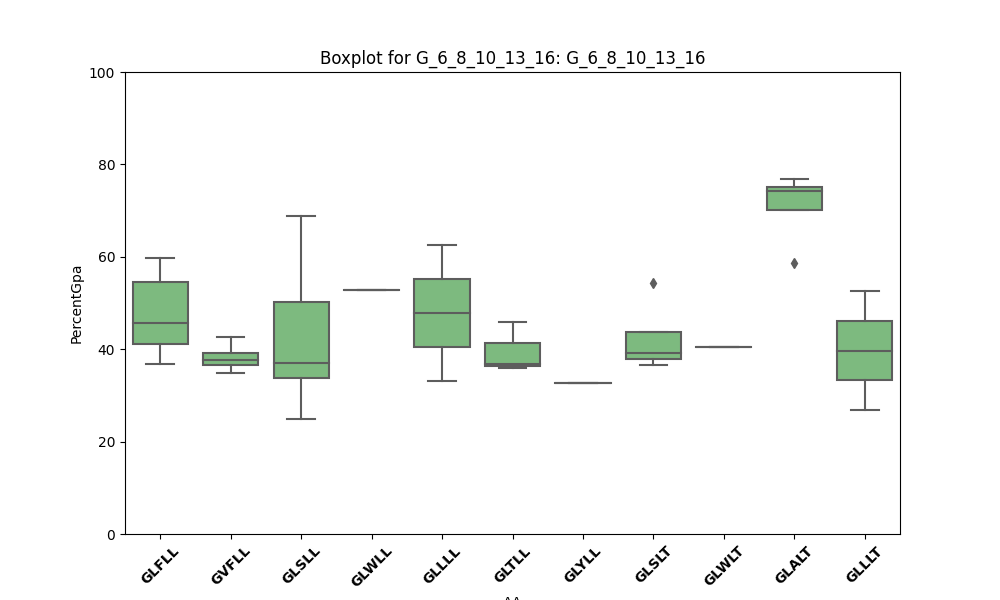 Boxplot for G_6_8_10_13_16: G_6_8_10_13_16
100
80
60
40
20
0
PercentGpa
GLFLL GVFLL GLSLL GLWLL GLLLL GLTLL GLYLL GLSLT GLWLT GLALT GLLLT